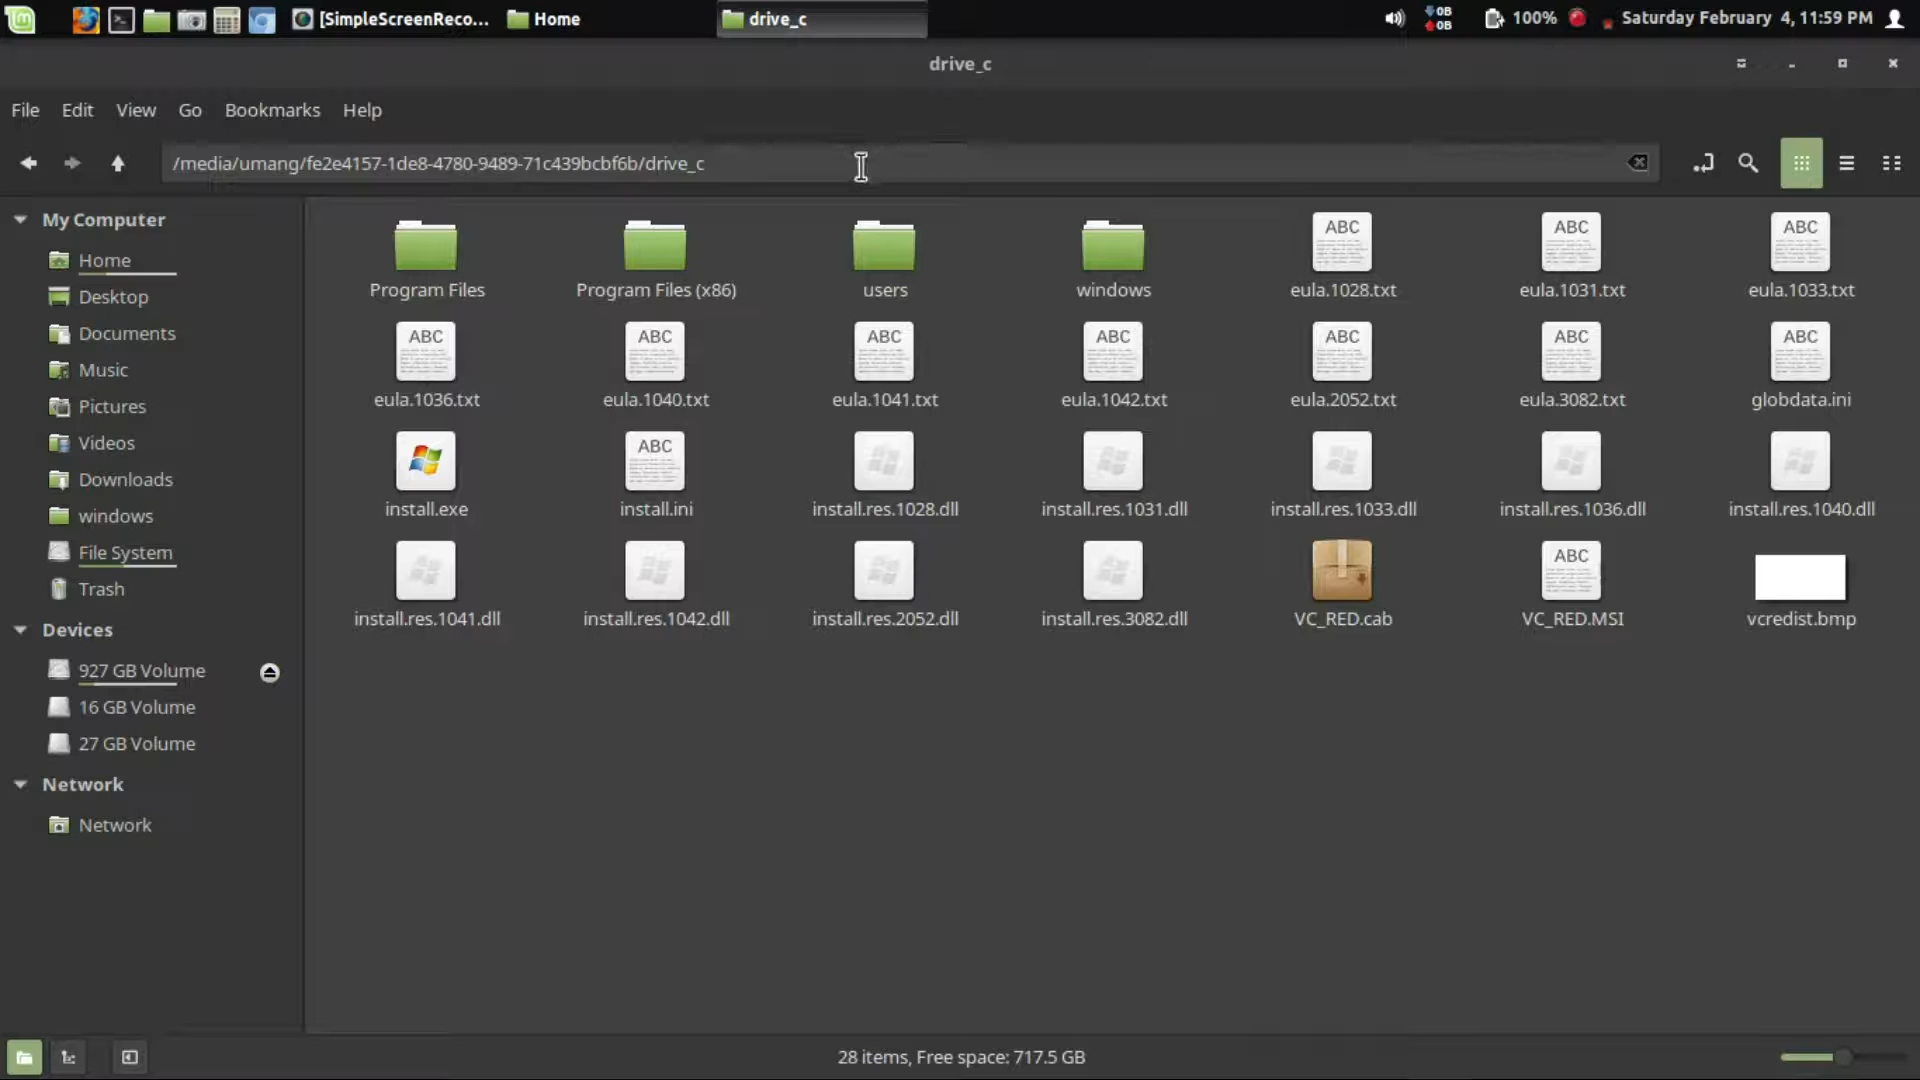 [SimpleScreenReco...
Home
drive_c
0B
0B
100%
Saturday February 4, 11:59 PM
drive_c
File Edit View Go Bookmarks Help
/media/umang/fe2e4157-1de8-4780-9489-71c439bcbf6b/drive_c
My Computer
Home
Desktop
Documents
Music
Pictures
Videos
Downloads
windows
File System
Trash
Devices
927 GB Volume
16 GB Volume
27 GB Volume
Network
Network
ABC ABC ABC
Program Files Program Files (x86) users windows eula.1028.txt eula.1031.txt eula.1033.txt
ABC ABC ABC ABC ABC ABC ABC
eula.1036.txt eula.1040.txt eula.1041.txt eula.1042.txt eula.2052.txt eula.3082.txt globdata.ini
ABC
install.exe install.ini install.res.1028.dll install.res.1031.dll install.res.1033.dll install.res.1036.dll install.res.1040.dll
ABC
install.res.1041.dll install.res.1042.dll install.res.2052.dll install.res.3082.dll VC_RED.cab VC_RED.MSI vcredist.bmp
28 items, Free space: 717.5 GB